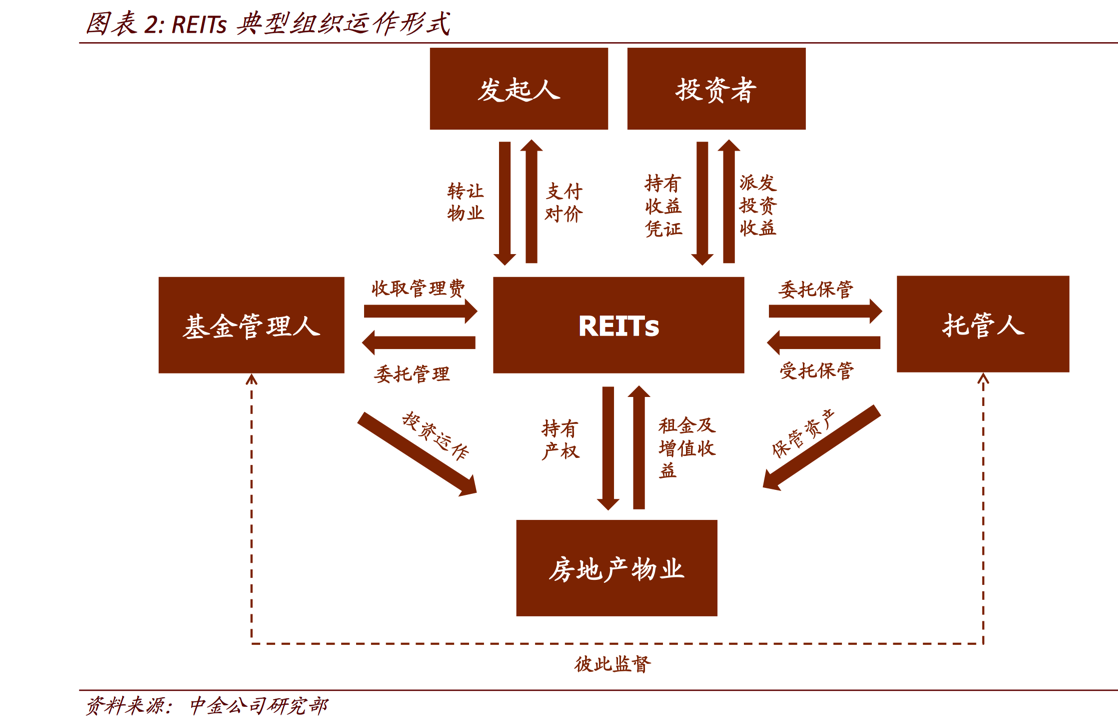 图表 2: REITs 典型组织运作形式
发起人
投资者
转让
物业
支付
对价
持有
收益
凭证
派发
投资
收益
基金管理人
收取管理费
委托管理
REITs
委托保管
受托保管
托管人
投资运作
持有
产权
租金及
增值收
益
保管资产
房地产物业
彼此监督
资料来源：中金公司研究部